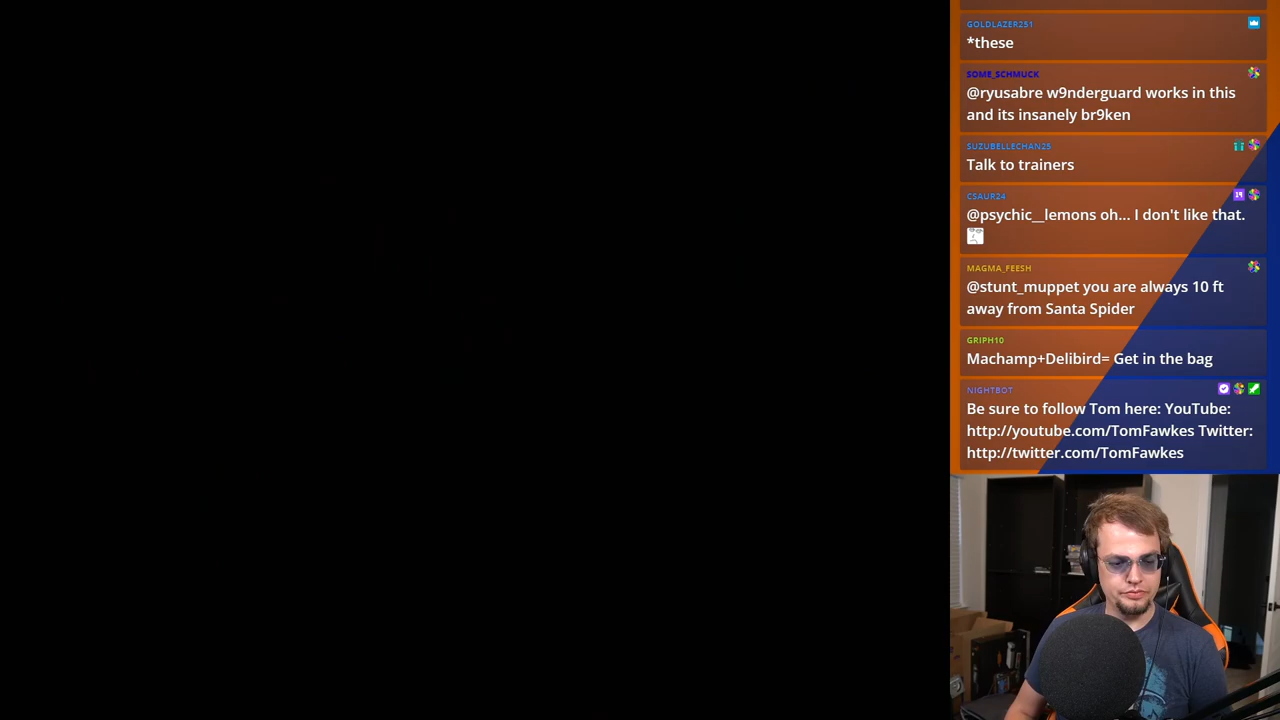 GOLDLAZER251
*these
SOME_SCHMUCK
@ryusabre w9nderguard works in this
and its insanely br9ken
SUZUBELLECHAN25
Talk to trainers
CSAUR24
@psychic__lemons oh... I don't like that.
MAGMA_FEESH
@stunt_muppet you are always 10 ft
away from Santa Spider
GRIPH10
Machamp+Delibird= Get in the bag
NIGHTBOT
Be sure to follow Tom here: YouTube:
http://youtube.com/TomFawkes Twitter:
http://twitter.com/TomFawkes